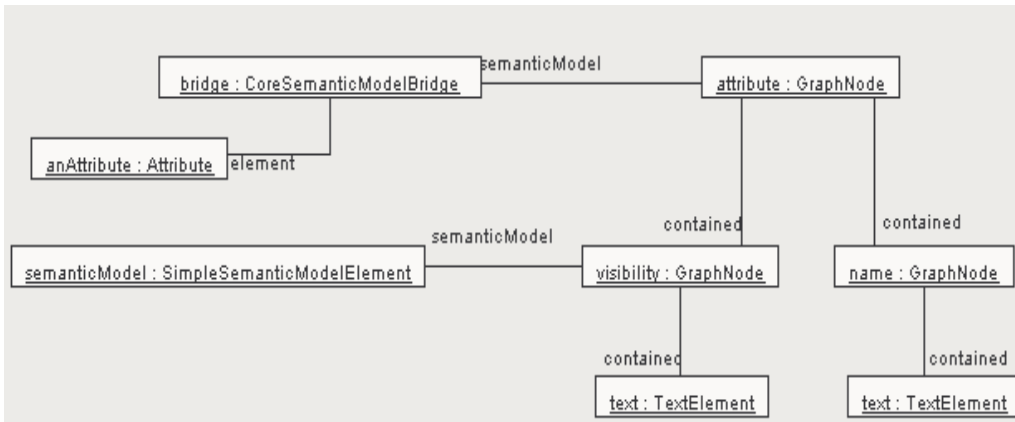 semanticModel
bridge : CoreSemanticModelBridge
attribute : GraphNode
anAttribute : Attribute
element
contained
contained
semanticModel
semanticModel : SimpleSemanticModelElement
visibility : GraphNode
name : GraphNode
contained
contained
text : TextElement
text : TextElement